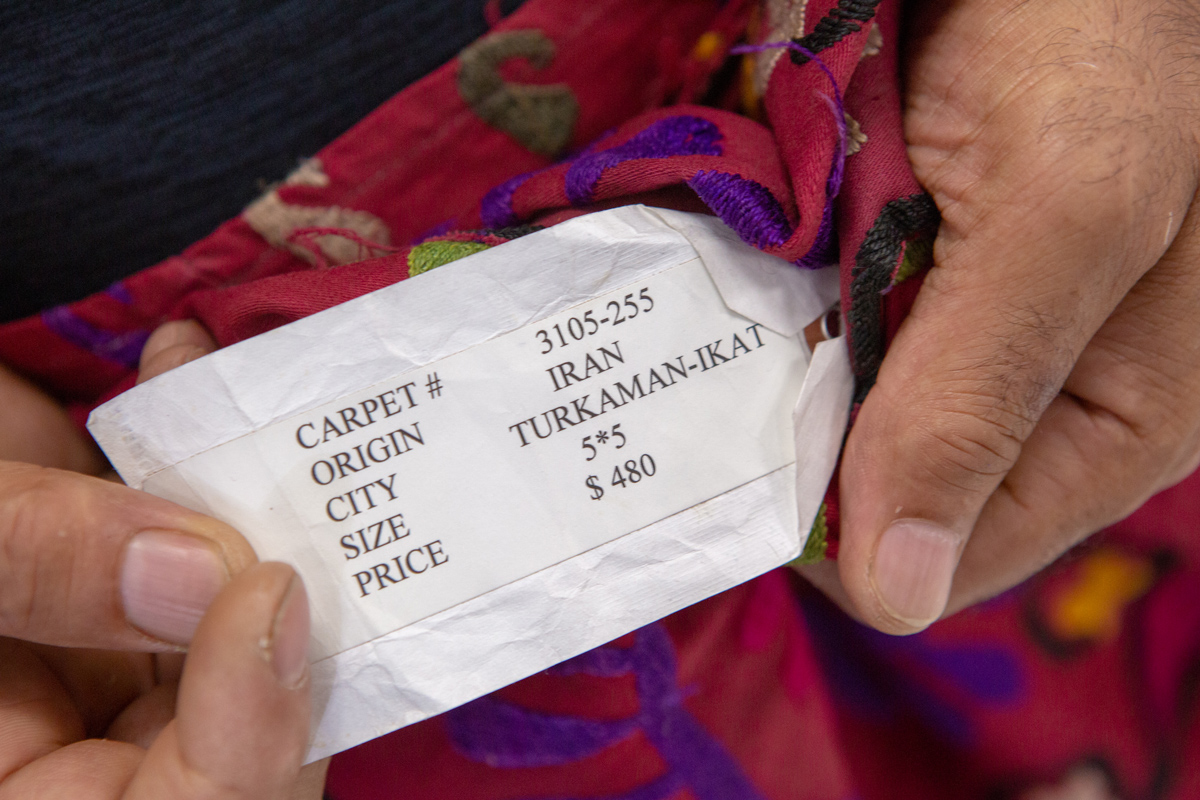 CARPET # 3105-255
ORIGIN IRAN
CITY TURKAMAN-IKAT
SIZE 5*5
PRICE $ 480